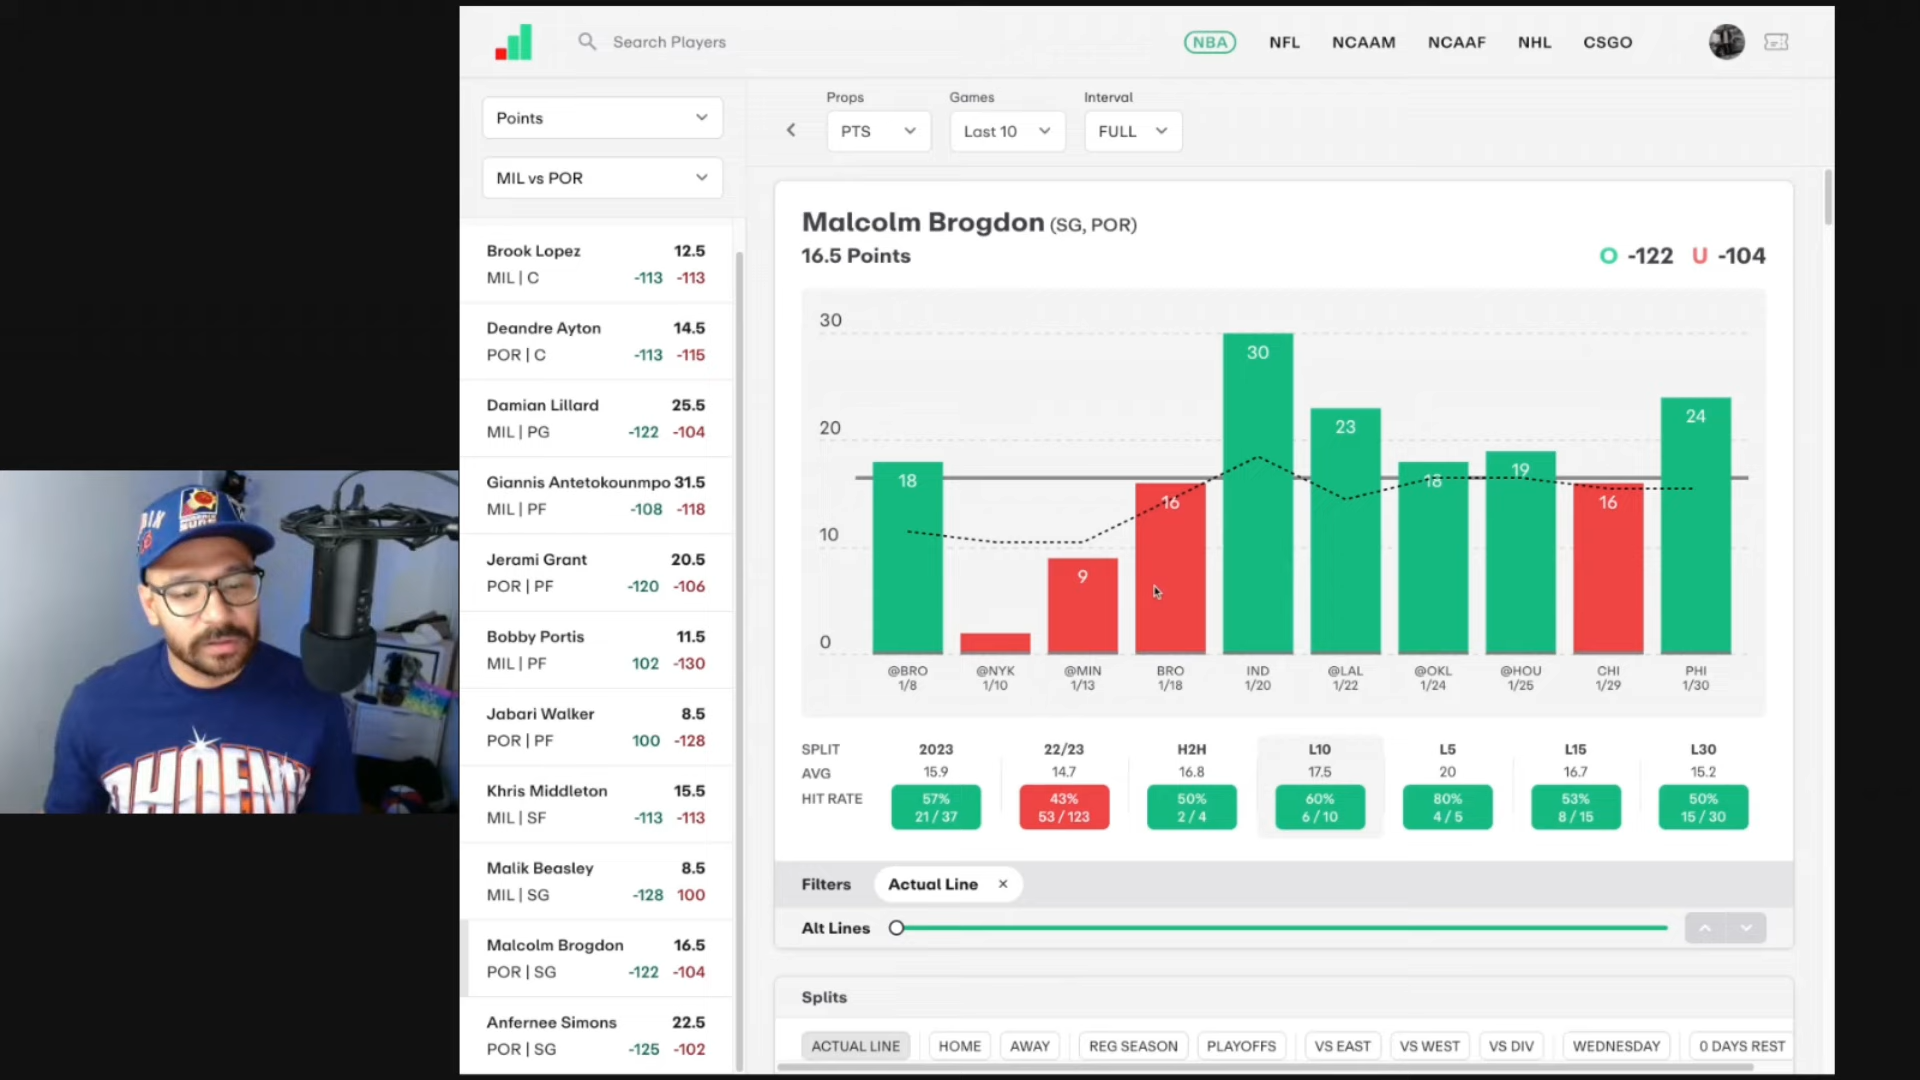 Search Players
NBA
NFL
NCAAM
NCAAF
NHL
CSGO
Points
MIL vs POR
Brook Lopez 12.5
MIL | C -113 -113
Deandre Ayton 14.5
POR | C -113 -115
Damian Lillard 25.5
MIL | PG -122 -104
Giannis Antetokounmpo 31.5
MIL | PF -108 -118
Jerami Grant 20.5
POR | PF -120 -106
Bobby Portis 11.5
MIL | PF 102 -130
Jabari Walker 8.5
POR | PF 100 -128
Khris Middleton 15.5
MIL | SF -113 -113
Malik Beasley 8.5
MIL | SG -128 100
Malcolm Brogdon 16.5
POR | SG -122 -104
Anfernee Simons 22.5
POR | SG -125 -102
Props Games Interval
PTS Last 10 FULL
Malcolm Brogdon (SG, POR)
16.5 Points O -122 U -104
30
20
10
0
18 9 16 30 23 18 19 16 24
@BRO @NYK @MIN BRO IND @LAL @OKL @HOU CHI PHI
1/8 1/10 1/13 1/18 1/20 1/22 1/24 1/25 1/29 1/30
SPLIT 2023 22/23 H2H L10 L5 L15 L30
AVG 15.9 14.7 16.8 17.5 20 16.7 15.2
HIT RATE 57% 43% 50% 60% 80% 53% 50%
21 / 37 53 / 123 2 / 4 6 / 10 4 / 5 8 / 15 15 / 30
Filters Actual Line ×
Alt Lines
Splits
ACTUAL LINE HOME AWAY REG SEASON PLAYOFFS VS EAST VS WEST VS DIV WEDNESDAY 0 DAYS REST